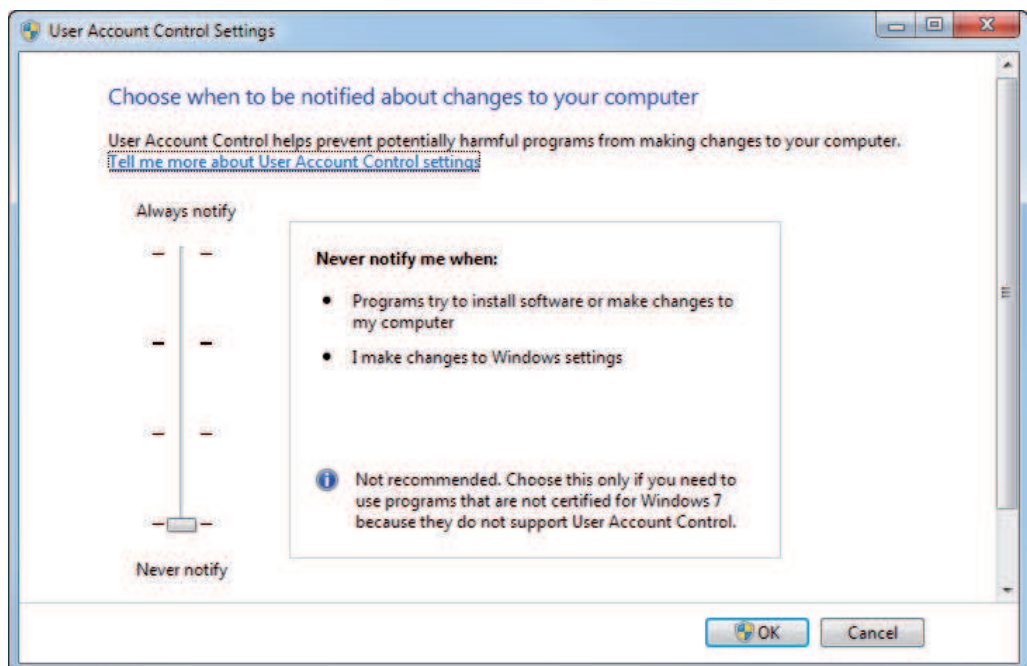 User Account Control Settings
Choose when to be notified about changes to your computer
User Account Control helps prevent potentially harmful programs from making changes to your computer.
Tell me more about User Account Control settings
Always notify
Never notify me when:
• Programs try to install software or make changes to
my computer
• I make changes to Windows settings
Not recommended. Choose this only if you need to
use programs that are not certified for Windows 7
because they do not support User Account Control.
Never notify
OK Cancel